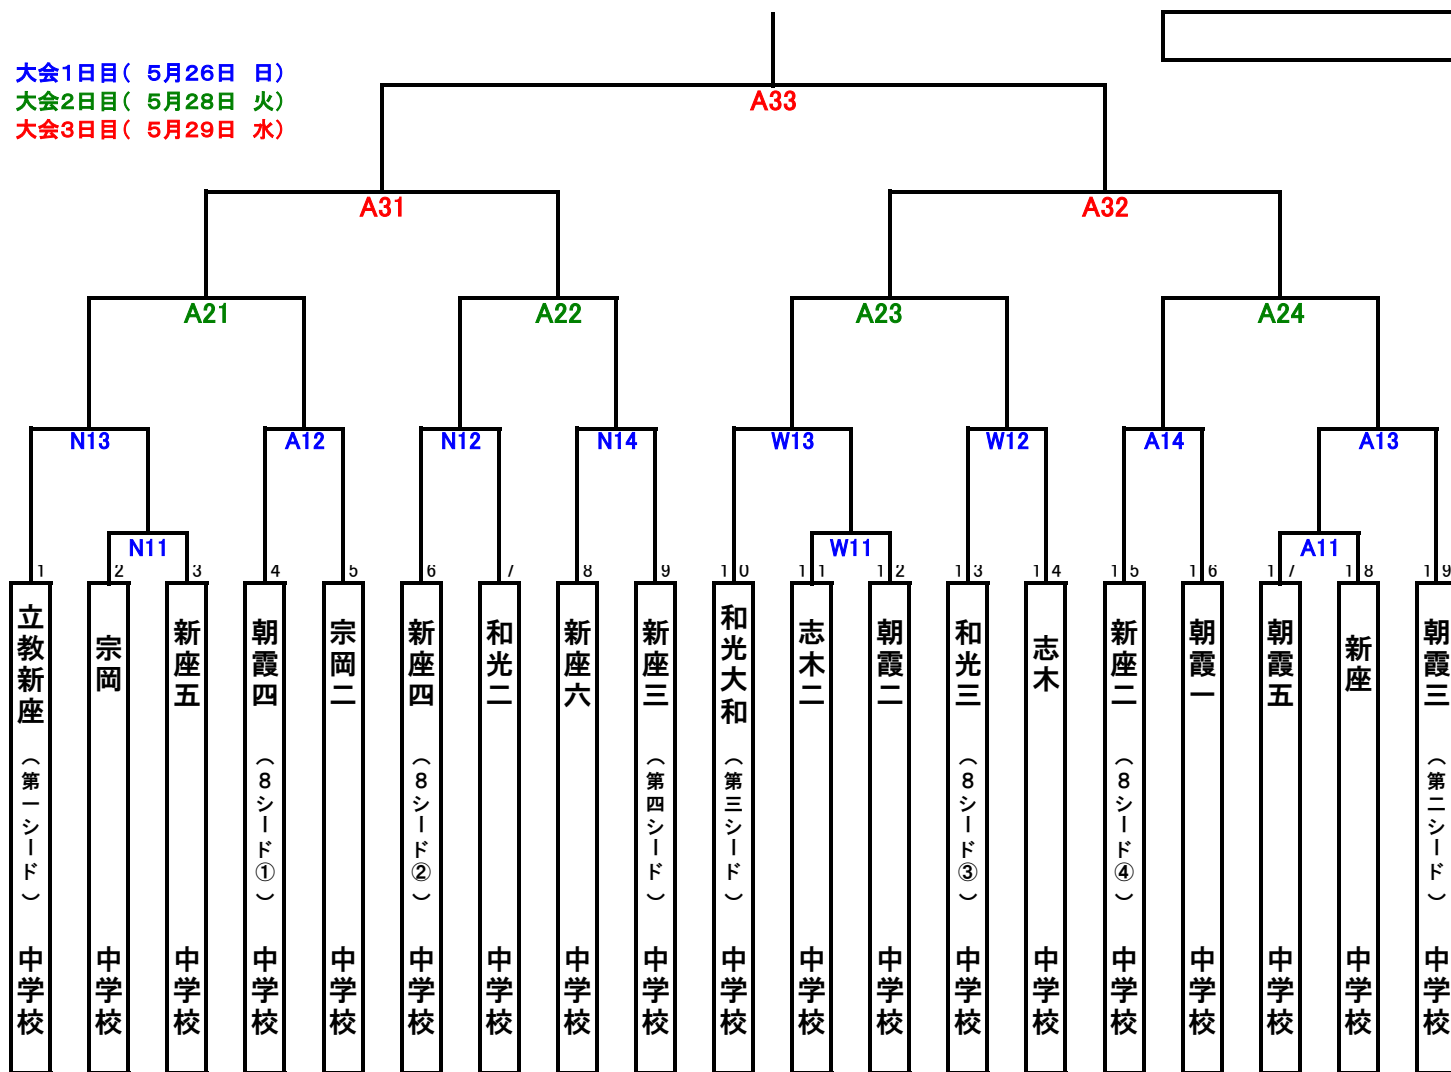 大会1日目( 5月26日 日)
大会2日目( 5月28日 火)
大会3日目( 5月29日 水)
A33
A31
A32
A21
A22
A23
A24
N13
A12
N12
N14
W13
W12
A14
A13
N11
W11
A11
1
2
3
4
5
6
7
8
9
10
11
12
13
14
15
16
17
18
19
立教新座（第一シード）中学校
宗岡中学校
新座五中学校
朝霞四（8シード①）中学校
宗岡二中学校
新座四（8シード②）中学校
和光二中学校
新座六中学校
新座三（第四シード）中学校
和光大和（第三シード）中学校
志木二中学校
朝霞二中学校
和光三（8シード③）中学校
志木中学校
新座二（8シード④）中学校
朝霞一中学校
朝霞五中学校
新座中学校
朝霞三（第二シード）中学校